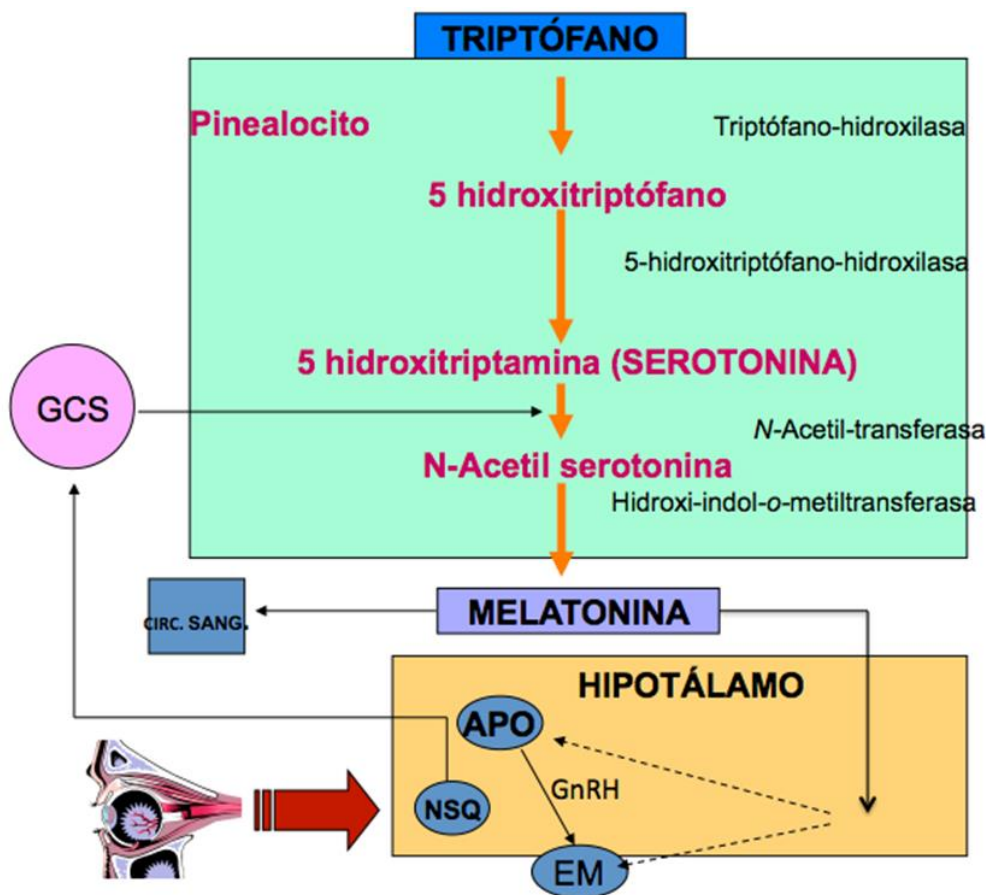 TRIPTÓFANO
Pinealocito
Triptófano-hidroxilasa
5 hidroxitriptófano
5-hidroxitriptófano-hidroxilasa
5 hidroxitriptamina (SEROTONINA)
GCS
N-Acetil-transferasa
N-Acetil serotonina
Hidroxi-indol-o-metiltransferasa
MELATONINA
CIRC. SANG.
HIPOTÁLAMO
APO
GnRH
NSQ
EM